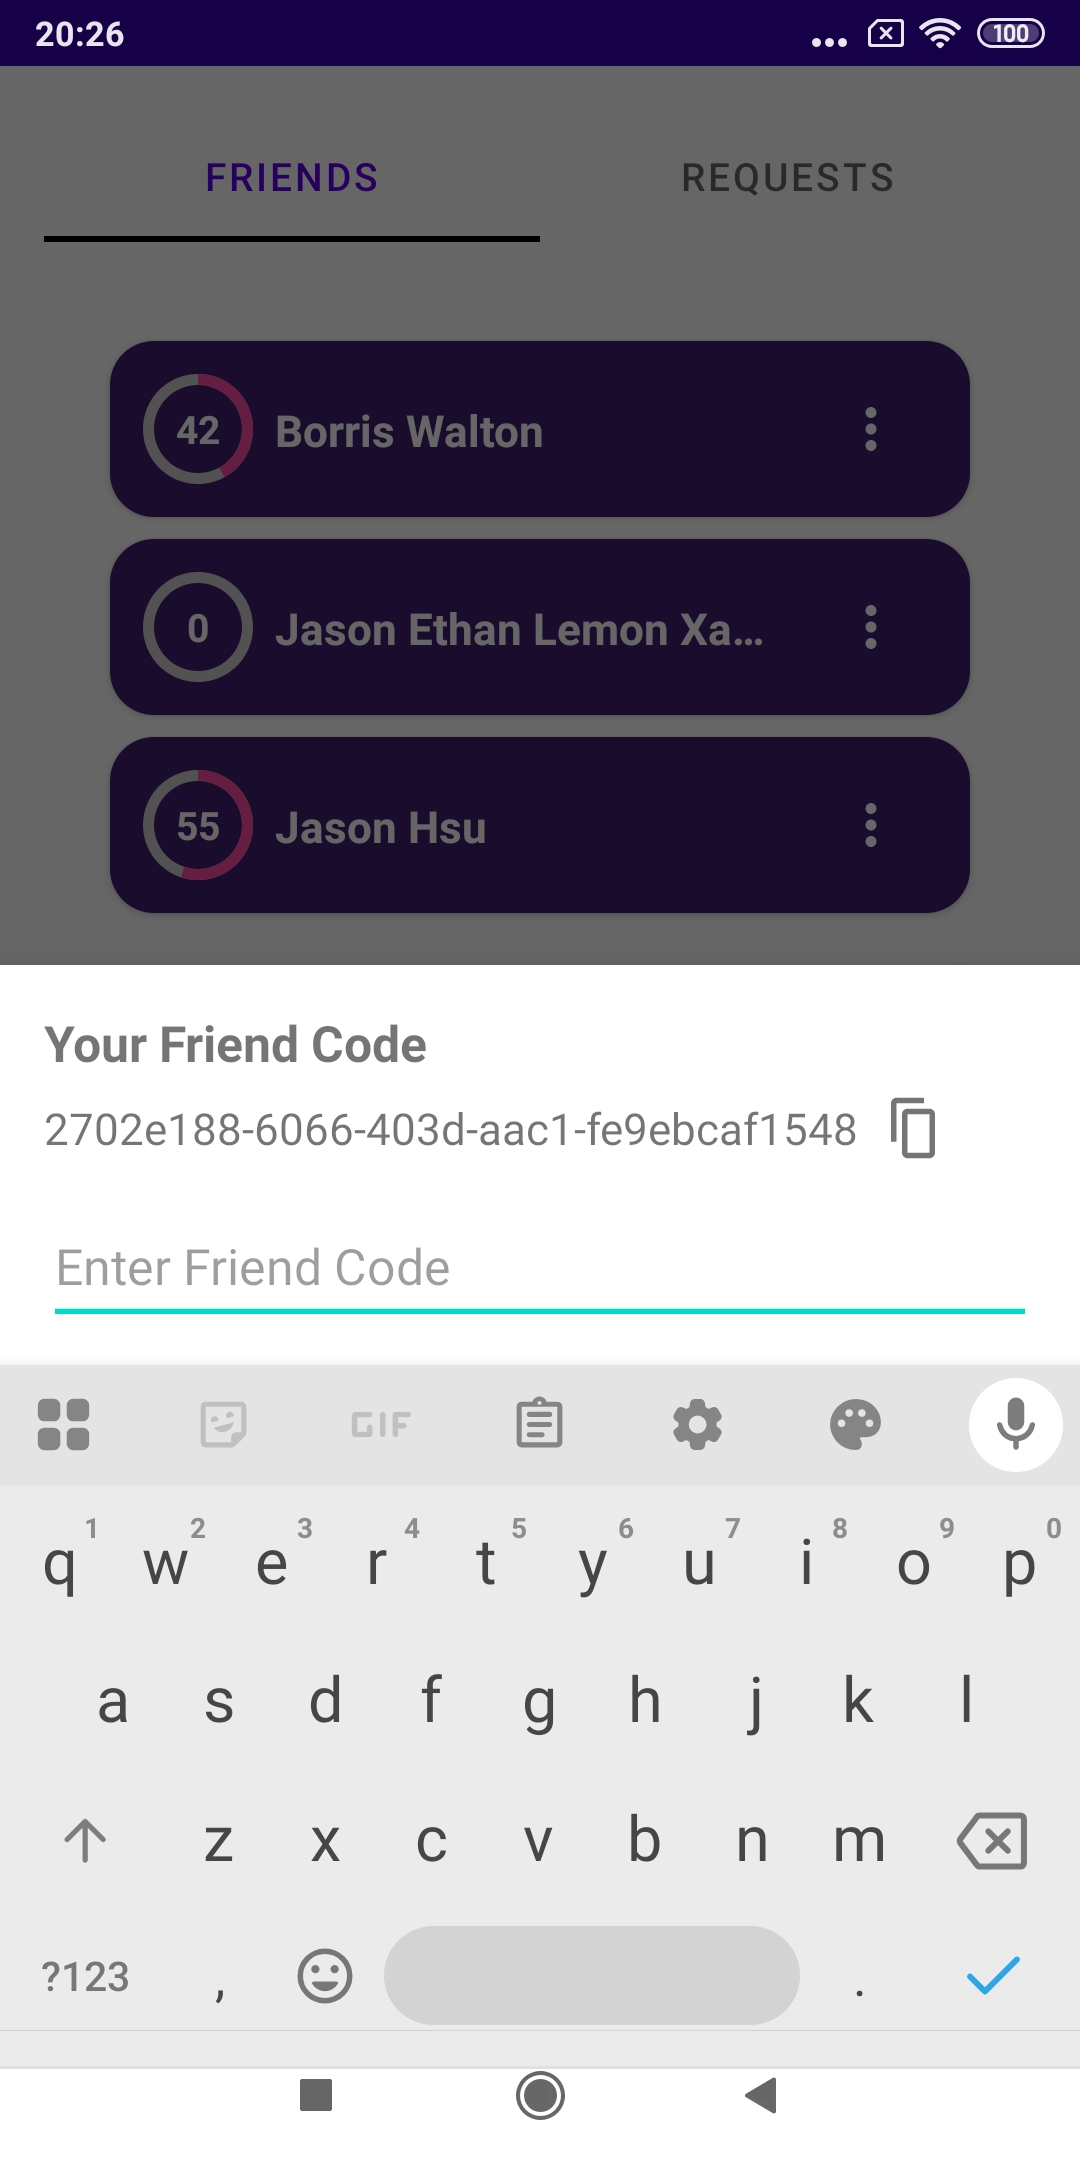 20:26
100
FRIENDS REQUESTS
42 Borris Walton
0 Jason Ethan Lemon Xa...
55 Jason Hsu
Your Friend Code
2702e188-6066-403d-aac1-fe9ebcaf1548
Enter Friend Code
GIF
1 2 3 4 5 6 7 8 9 0
q w e r t y u i o p
a s d f g h j k l
z x c v b n m
?123 , .